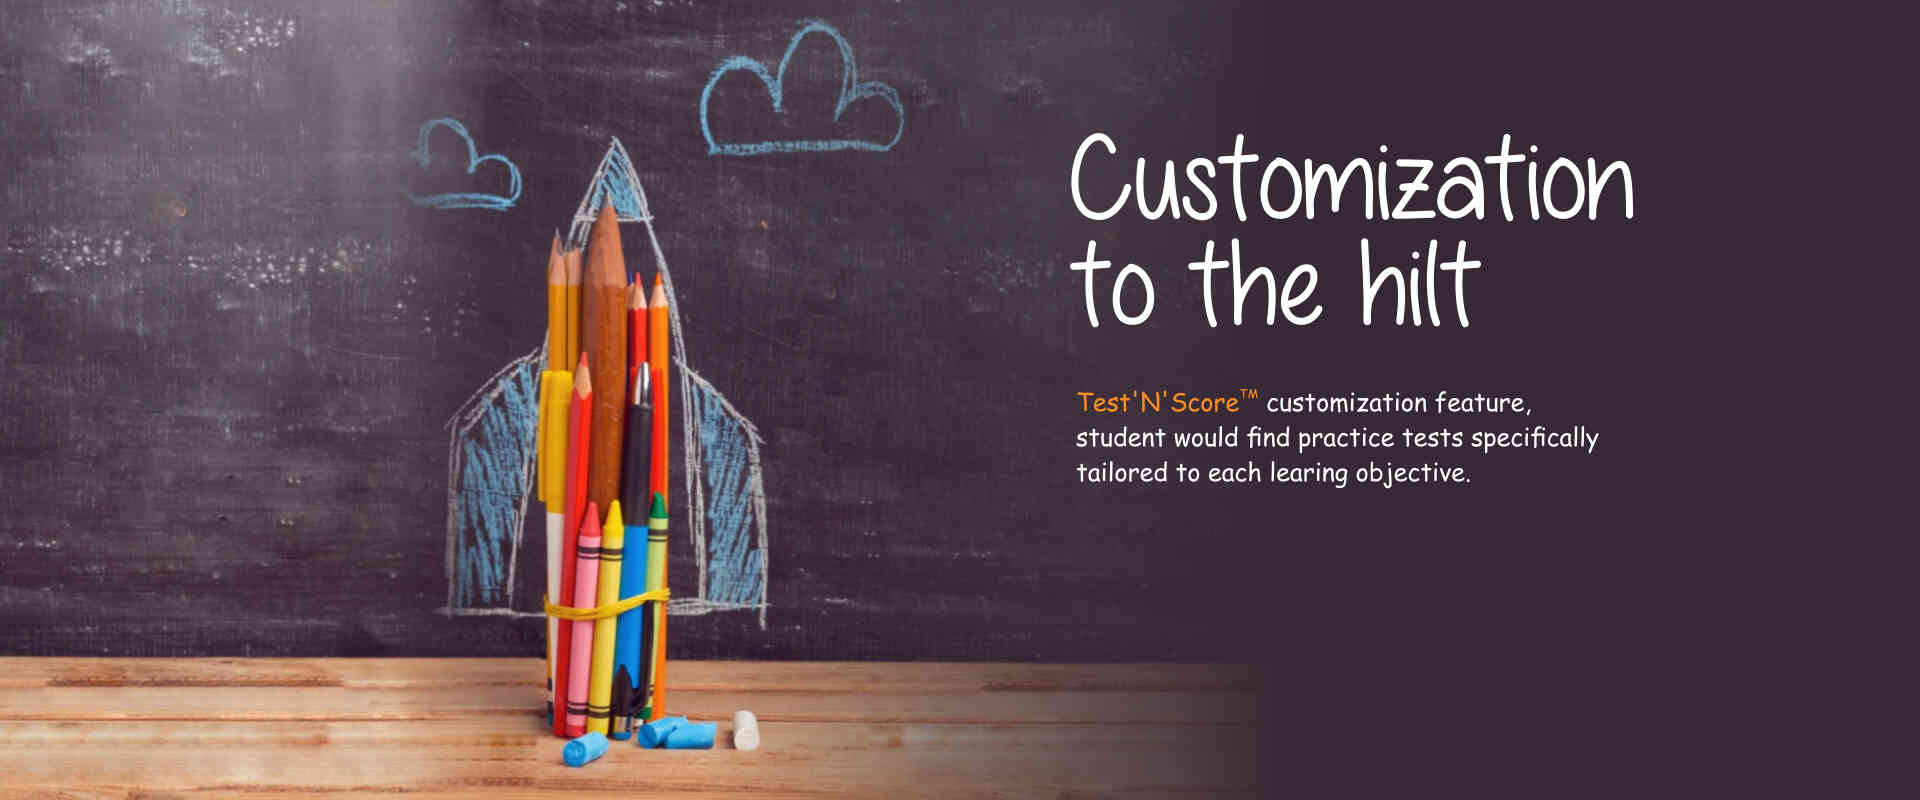 Customization
to the hilt
Test'N'Score™ customization feature,
student would find practice tests specifically
tailored to each learing objective.